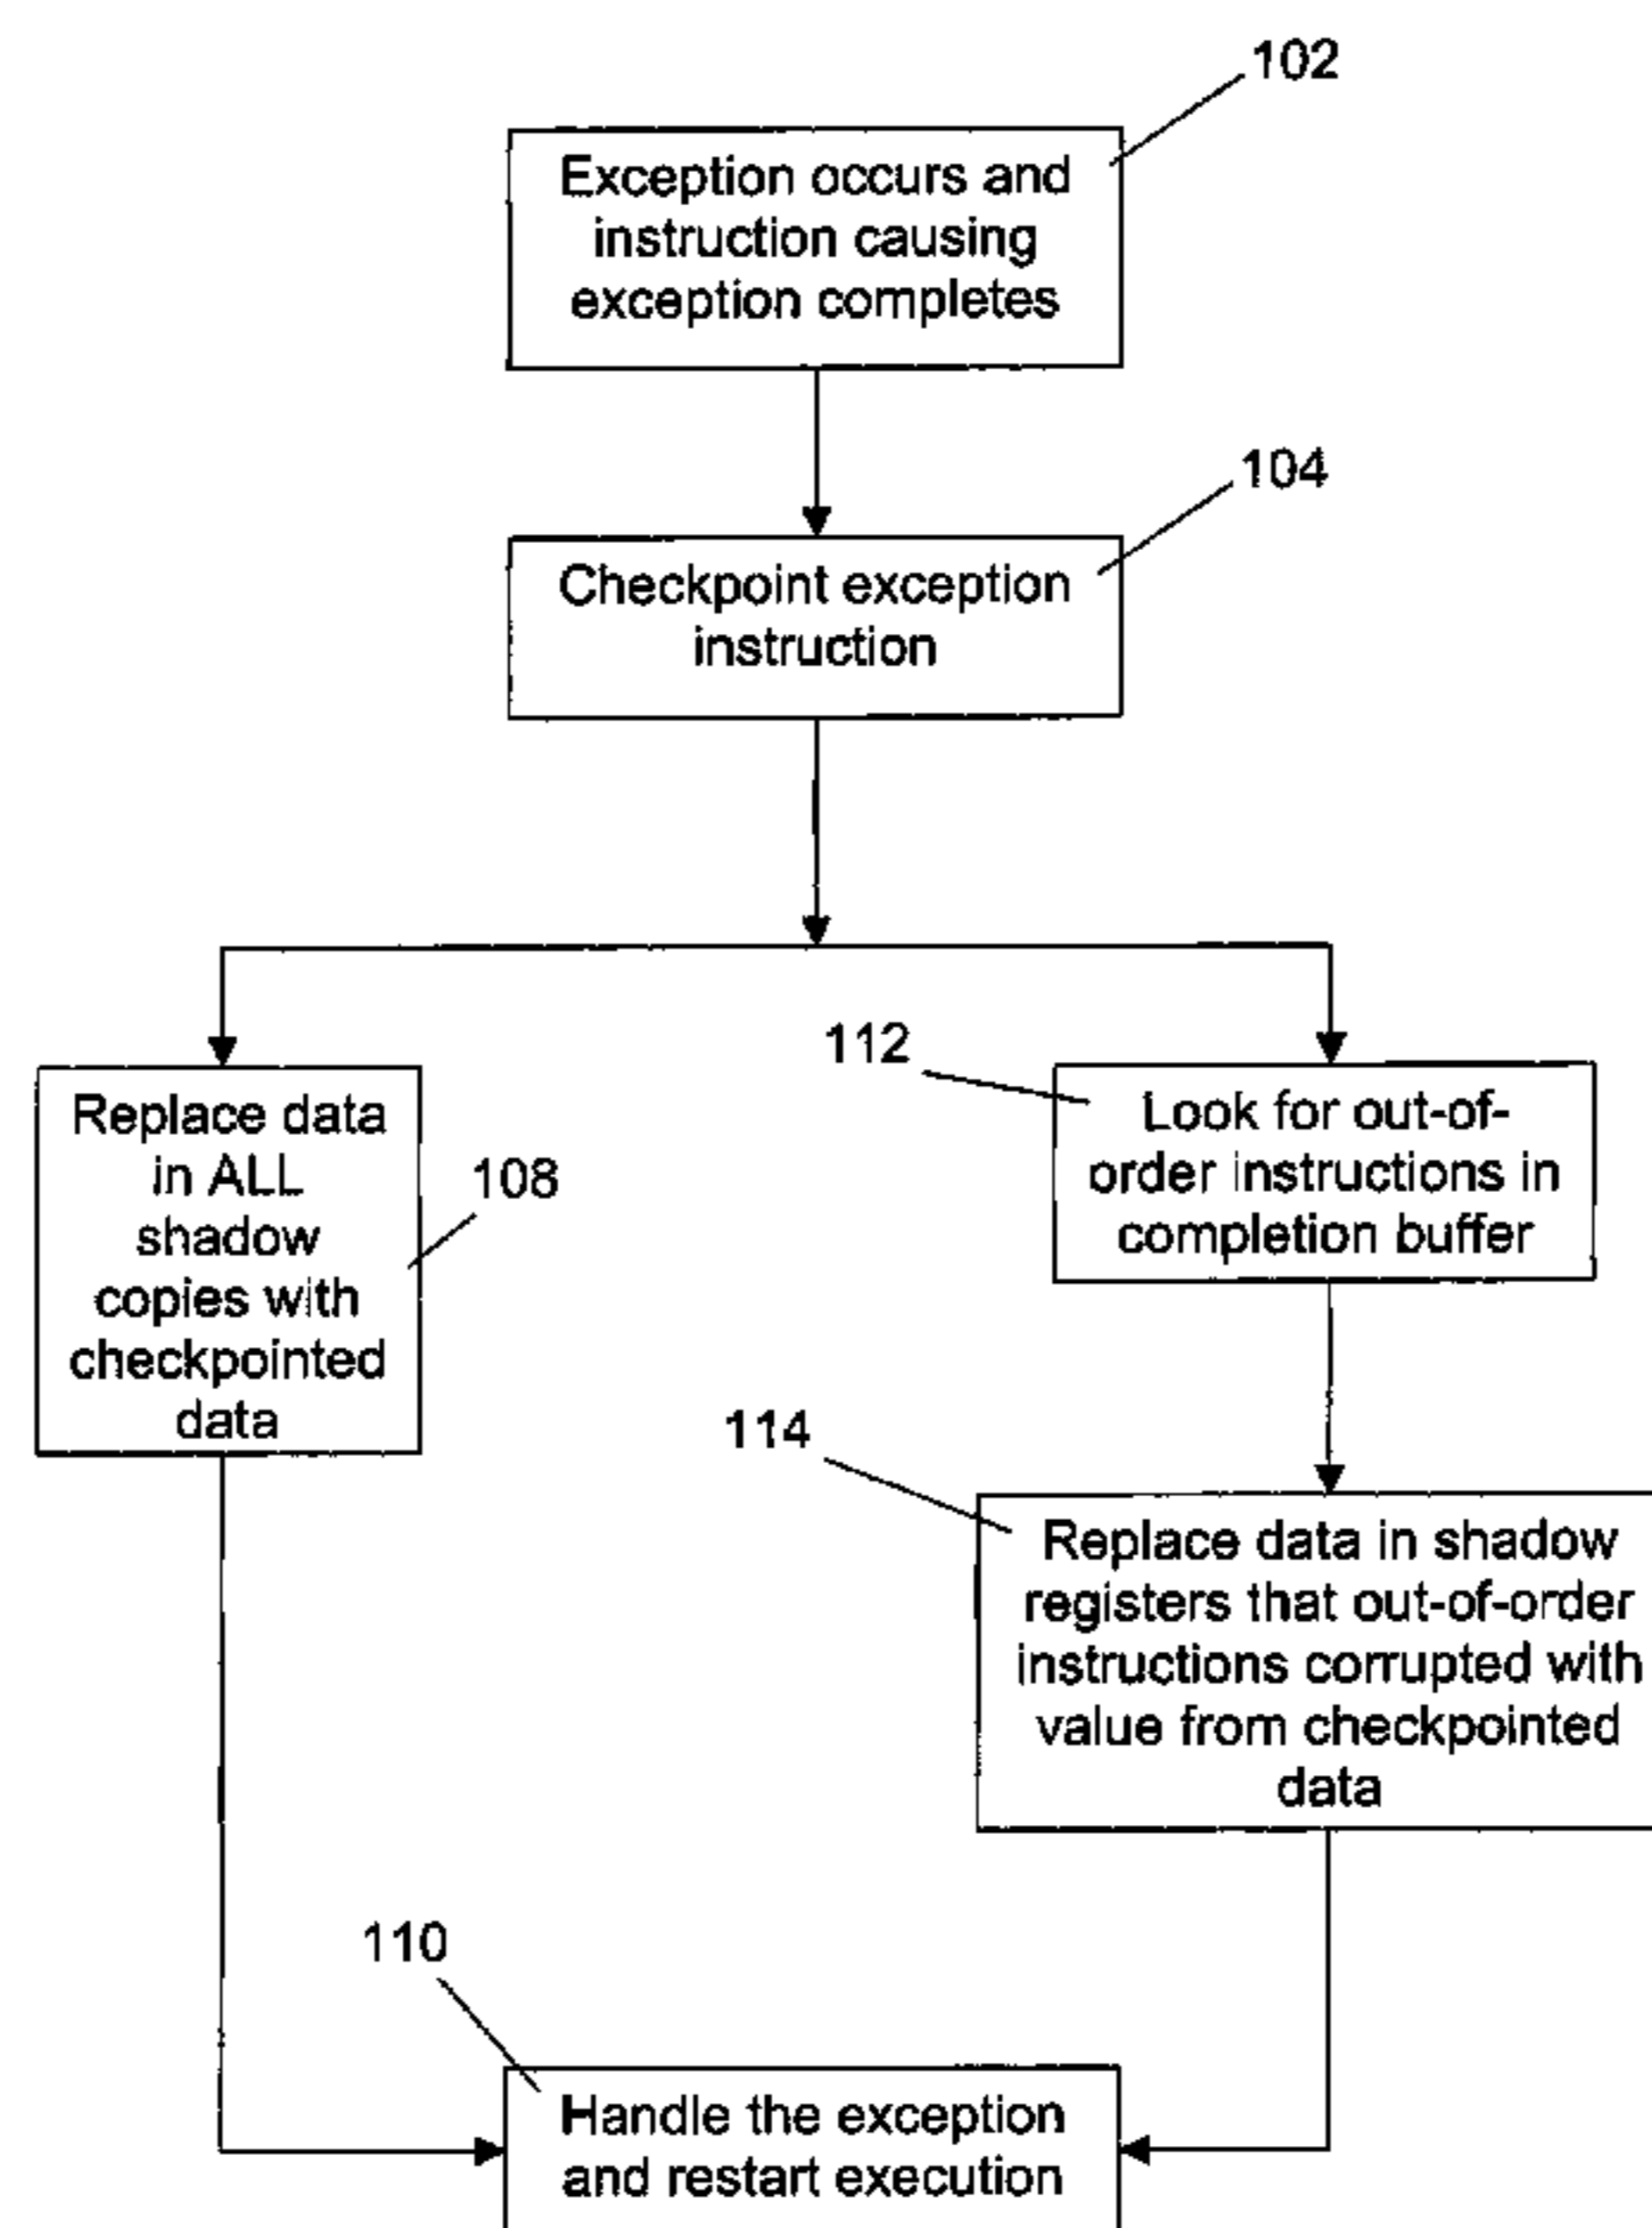 102
Exception occurs and
instruction causing
exception completes
104
Checkpoint exception
instruction
112
Replace data
in ALL
shadow
copies with
checkpointed
data
108
Look for out-of-
order instructions in
completion buffer
114
Replace data in shadow
registers that out-of-order
instructions corrupted with
value from checkpointed
data
110
Handle the exception
and restart execution